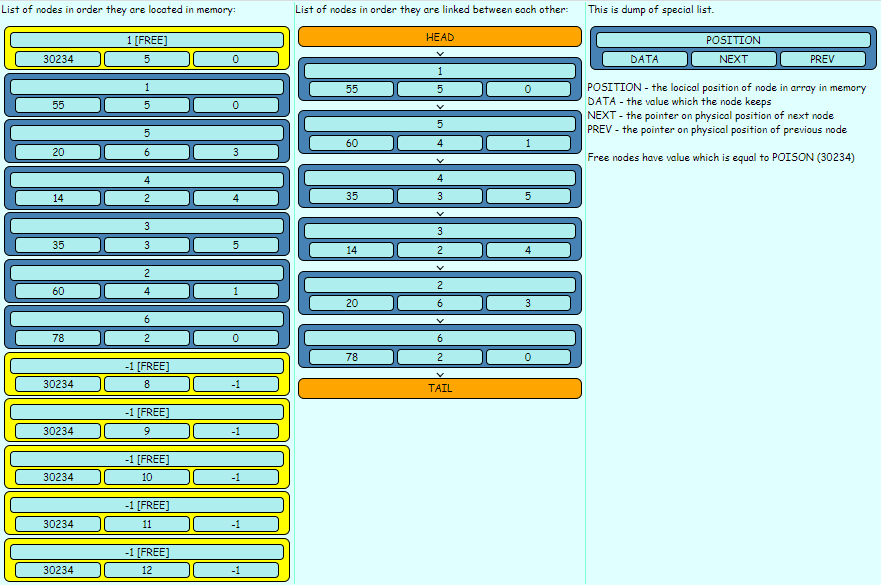 List of nodes in order they are located in memory:
1 [FREE]
30234 5 0
1
55 5 0
5
20 6 3
4
14 2 4
3
35 3 5
2
60 4 1
6
78 2 0
-1 [FREE]
30234 8 -1
-1 [FREE]
30234 9 -1
-1 [FREE]
30234 10 -1
-1 [FREE]
30234 11 -1
-1 [FREE]
30234 12 -1
List of nodes in order they are linked between each other:
HEAD
1
55 5 0
5
60 4 1
4
35 3 5
3
14 2 4
2
20 6 3
6
78 2 0
TAIL
This is dump of special list.
POSITION
DATA NEXT PREV
POSITION - the locical position of node in array in memory
DATA - the value which the node keeps
NEXT - the pointer on physical position of next node
PREV - the pointer on physical position of previous node
Free nodes have value which is equal to POISON (30234)